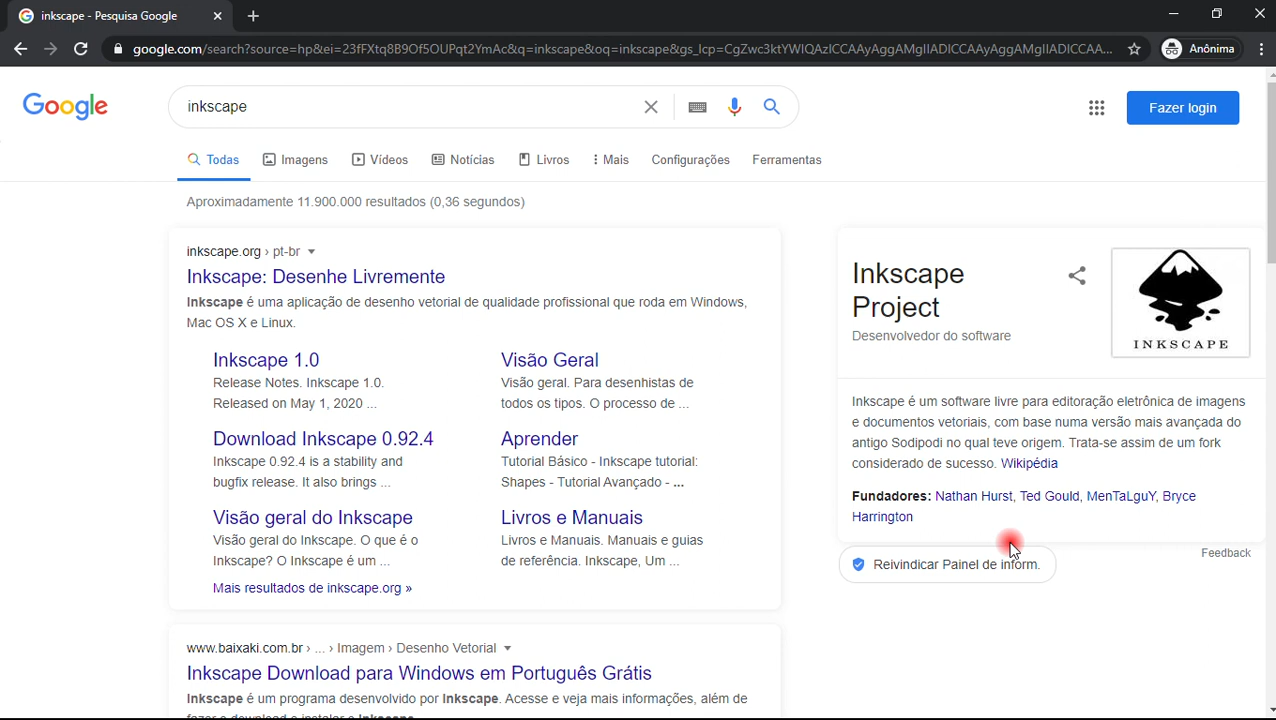 inkscape - Pesquisa Google
google.com/search?source=hp&ei=23fFXtq8B9Of5OUPqt2YmAc&q=inkscape&oq=inkscape&gs_lcp=CgZwc3ktYWIQAzICCAAyAggAMgIIADICCAAyAggAMgIIADICCAA...
Anônima
Google
inkscape
Fazer login
Todas
Imagens
Vídeos
Notícias
Livros
Mais
Configurações
Ferramentas
Aproximadamente 11.900.000 resultados (0,36 segundos)
inkscape.org › pt-br
Inkscape: Desenhe Livremente
Inkscape é uma aplicação de desenho vetorial de qualidade profissional que roda em Windows,
Mac OS X e Linux.
Inkscape 1.0
Release Notes. Inkscape 1.0.
Released on May 1, 2020 ...
Visão Geral
Visão geral. Para desenhistas de
todos os tipos. O processo de ...
Download Inkscape 0.92.4
Inkscape 0.92.4 is a stability and
bugfix release. It also brings ...
Aprender
Tutorial Básico - Inkscape tutorial:
Shapes - Tutorial Avançado - ...
Visão geral do Inkscape
Visão geral do Inkscape. O que é o
Inkscape? O Inkscape é um ...
Livros e Manuais
Livros e Manuais. Manuais e guias
de referência. Inkscape, Um ...
Mais resultados de inkscape.org »
www.baixaki.com.br › ... › Imagem › Desenho Vetorial
Inkscape Download para Windows em Português Grátis
Inkscape é um programa desenvolvido por Inkscape. Acesse e veja mais informações, além de
fazer o download e instalar o Inkscape.
Inkscape
Project
Desenvolvedor do software
INKSCAPE
Inkscape é um software livre para editoração eletrônica de imagens
e documentos vetoriais, com base numa versão mais avançada do
antigo Sodipodi no qual teve origem. Trata-se assim de um fork
considerado de sucesso. Wikipédia
Fundadores: Nathan Hurst, Ted Gould, MenTaLguY, Bryce
Harrington
Reivindicar Painel de inform.
Feedback